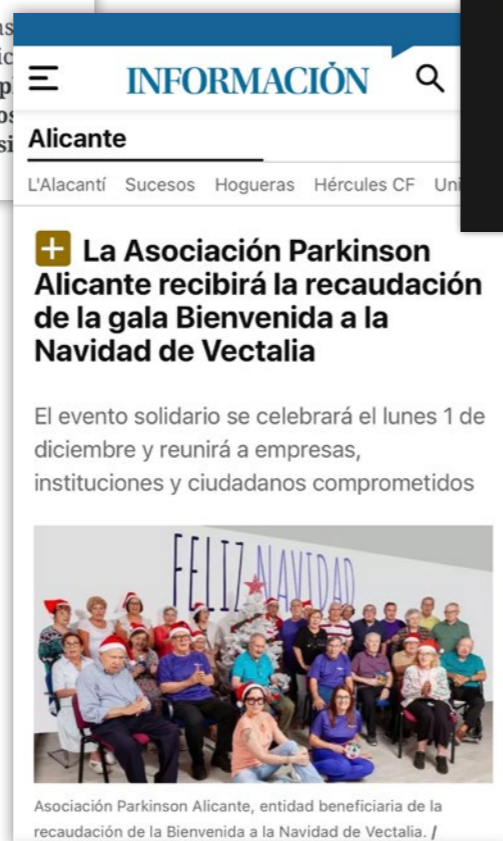 INFORMACIÓN
Alicante
L'Alacantí Sucesos Hogueras Hércules CF
La Asociación Parkinson
Alicante recibirá la recaudación
de la gala Bienvenida a la
Navidad de Vectalia
El evento solidario se celebrará el lunes 1 de
diciembre y reunirá a empresas,
instituciones y ciudadanos comprometidos
FELIZ NAVIDAD
Asociación Parkinson Alicante, entidad beneficiaria de la
recaudación de la Bienvenida a la Navidad de Vectalia. /